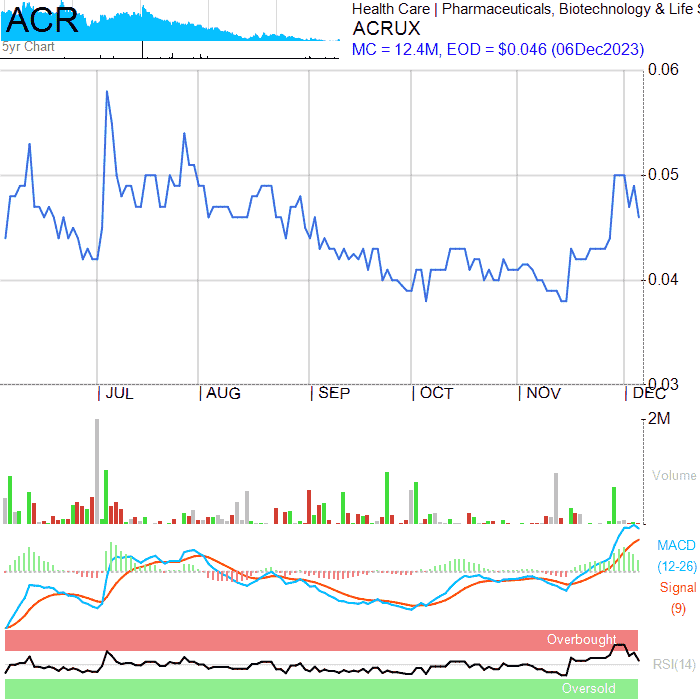 ACR
5yr Chart
Health Care | Pharmaceuticals, Biotechnology & Life
ACRUX
MC = 12.4M, EOD = $0.046 (06Dec2023)
0.06
0.05
0.04
0.03
JUL
AUG
SEP
OCT
NOV
DEC
2M
Volume
MACD
(12-26)
Signal
(9)
Overbought
RSI(14)
Oversold